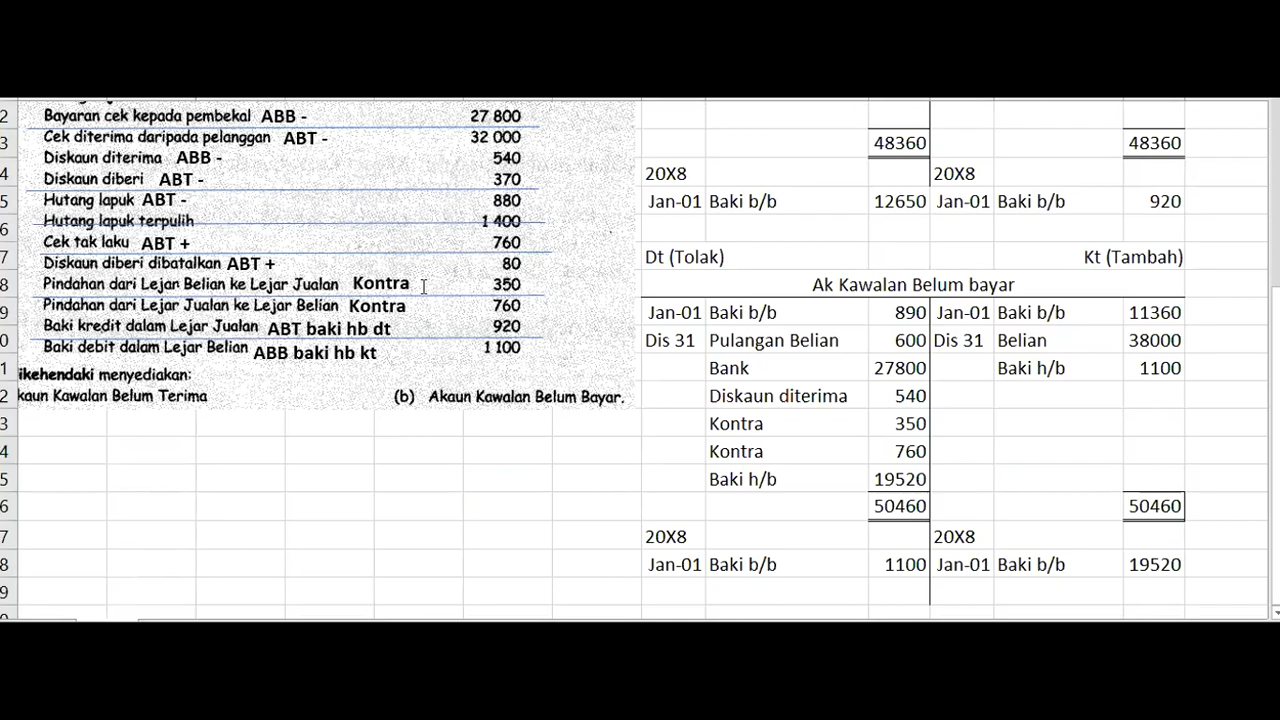 2 Bayaran cek kepada pembekal ABB - 27 800
3 Cek diterima daripada pelanggan ABT - 32 000 48360 48360
Diskaun diterima ABB - 540
4 Diskaun diberi ABT - 370 20X8 20X8
5 Hutang lapuk ABT - 880 Jan-01 Baki b/b 12650 Jan-01 Baki b/b 920
6 Hutang lapuk terpulih 1 400
7 Cek tak laku ABT + 760 Dt (Tolak) Kt (Tambah)
Diskaun diberi dibatalkan ABT + 80
8 Pindahan dari Lejar Belian ke Lejar Jualan Kontra 350 Ak Kawalan Belum bayar
9 Pindahan dari Lejar Jualan ke Lejar Belian Kontra 760 Jan-01 Baki b/b 890 Jan-01 Baki b/b 11360
0 Baki kredit dalam Lejar Jualan ABT baki hb dt 920 Dis 31 Pulangan Belian 600 Dis 31 Belian 38000
Baki debit dalam Lejar Belian ABB baki hb kt 1 100
1 ikehendaki menyediakan: Bank 27800 Baki h/b 1100
2 kaun Kawalan Belum Terima (b) Akaun Kawalan Belum Bayar. Diskaun diterima 540
3 Kontra 350
4 Kontra 760
5 Baki h/b 19520
6 50460 50460
7 20X8 20X8
8 Jan-01 Baki b/b 1100 Jan-01 Baki b/b 19520
9